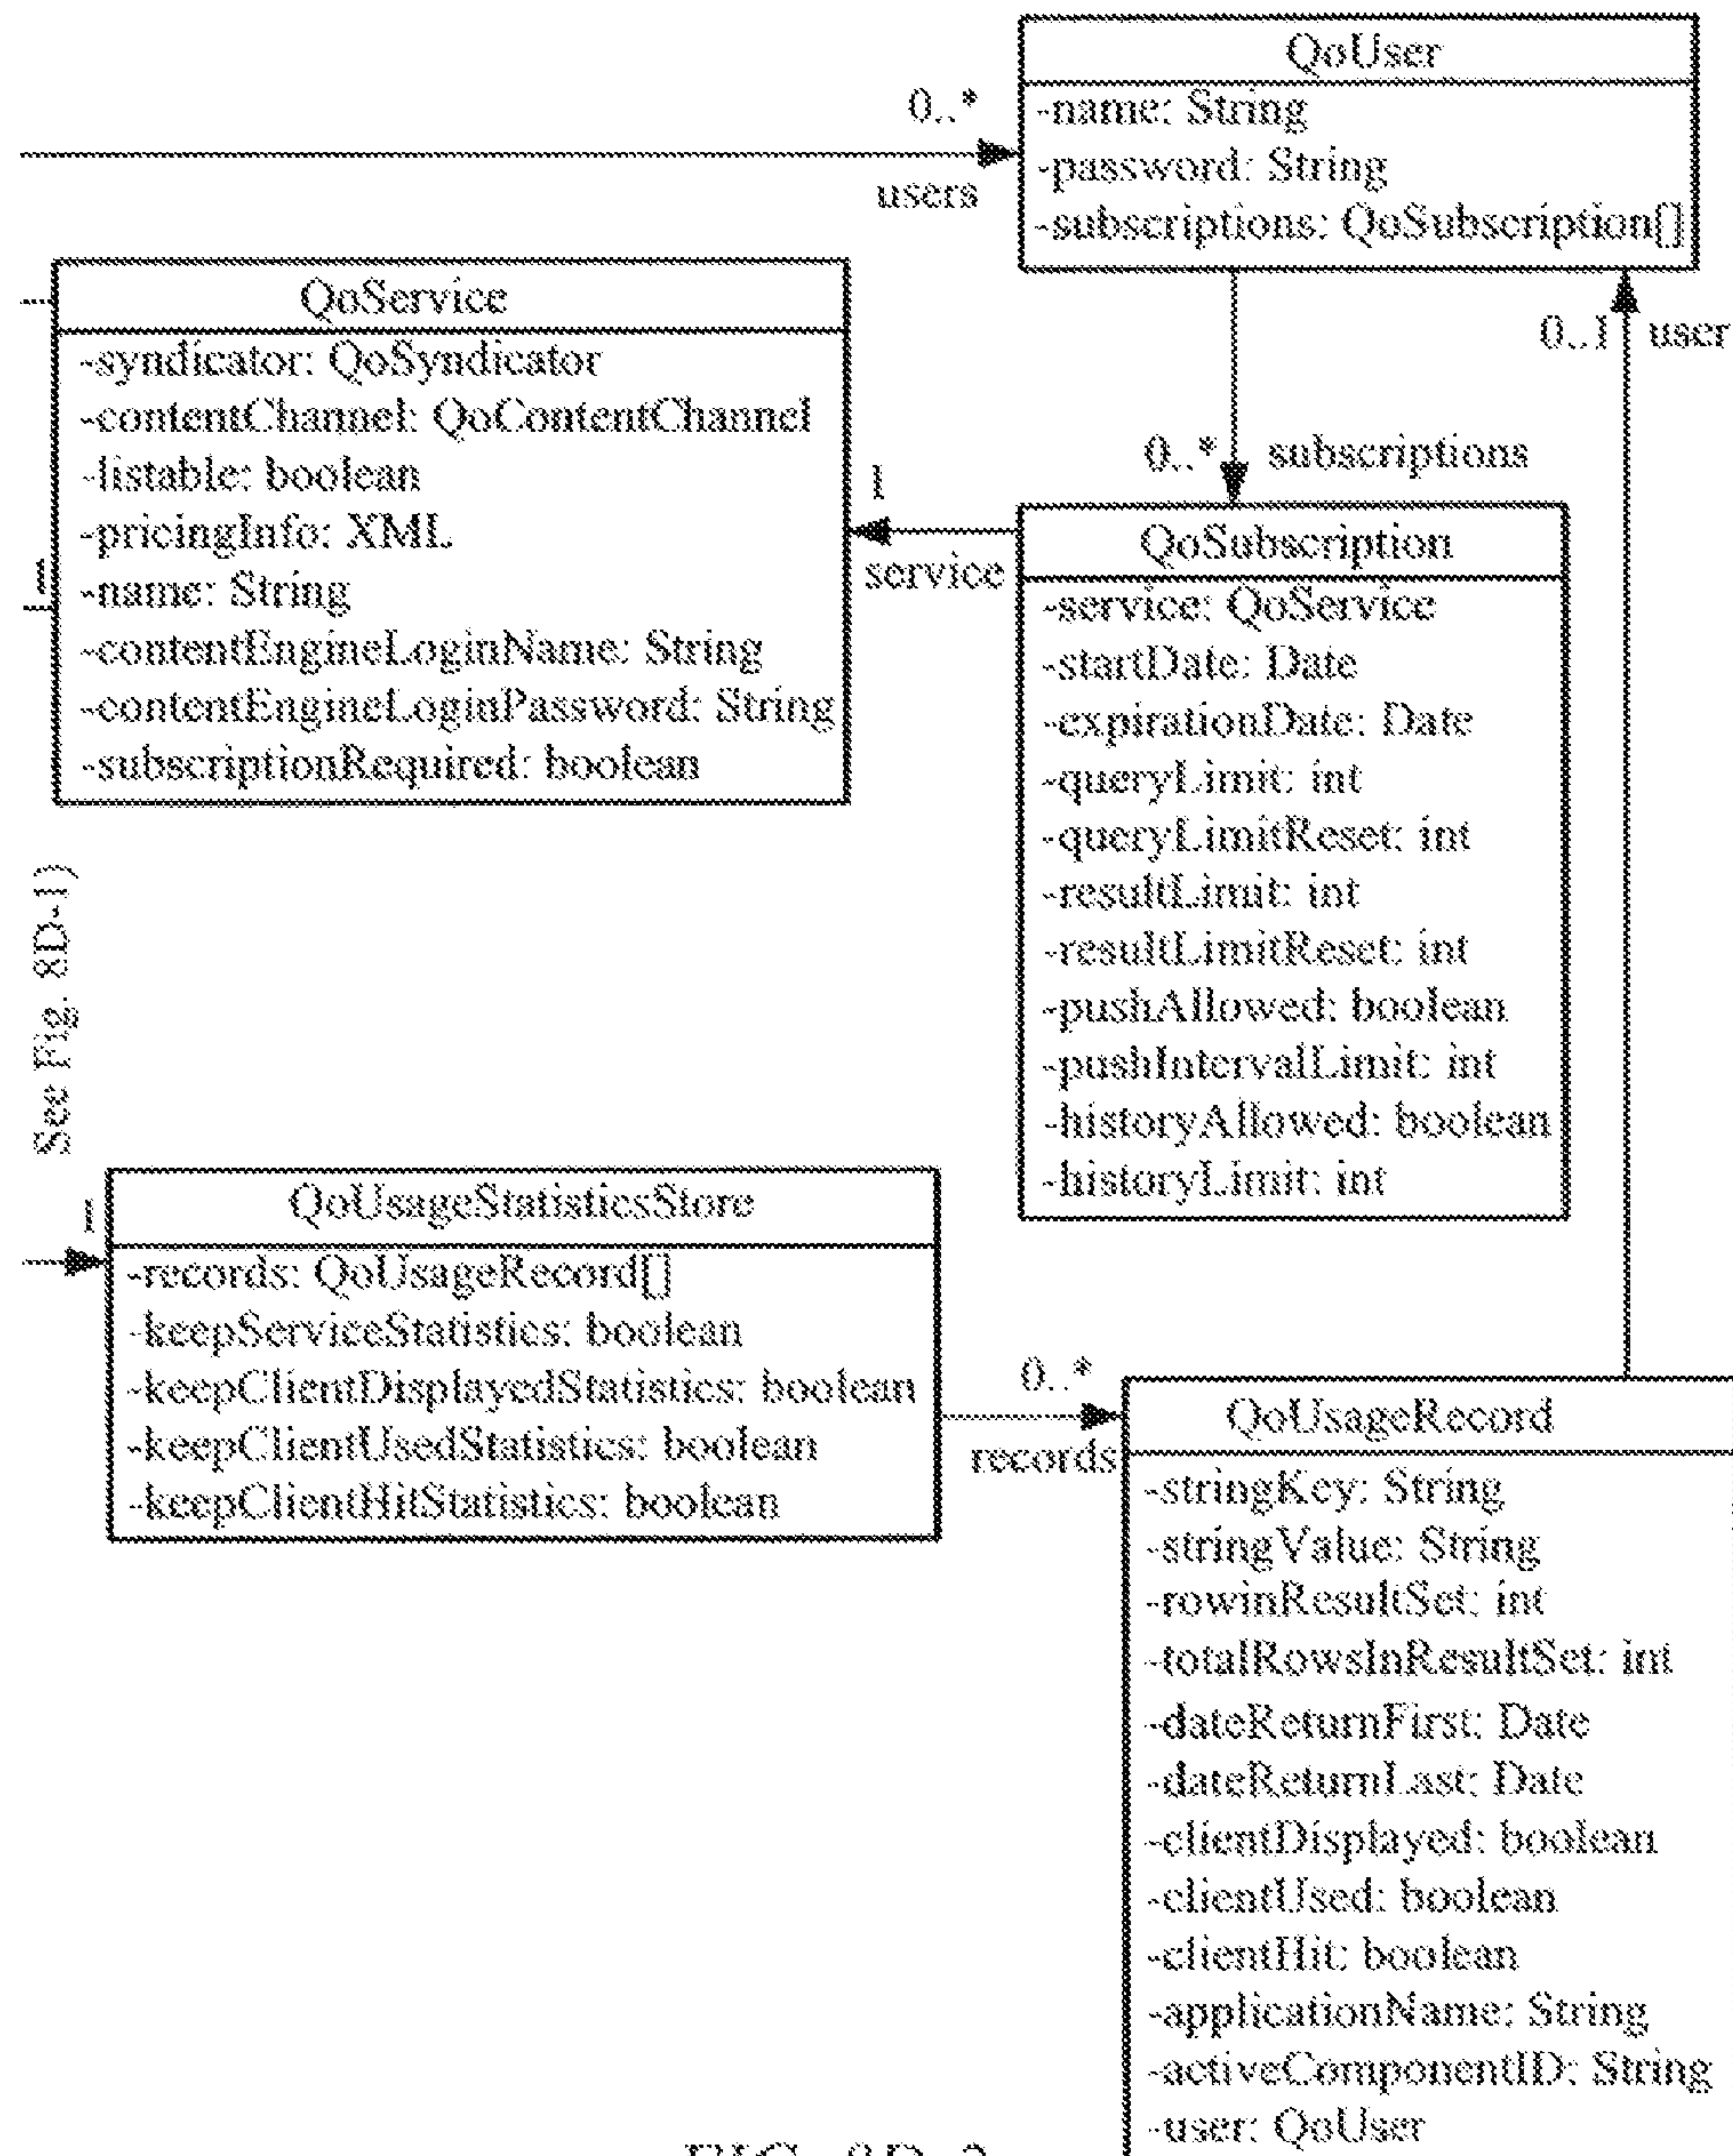 QoUser
-name: String
-password: String
-subscriptions: QoSubscription[]
0..*
users
QoService
-syndicator: QoSyndicator
-contentChannel: QoContentChannel
-listable: boolean
-pricingInfo: XML
-name: String
-contentEngineLoginName: String
-contentEngineLoginPassword: String
-subscriptionRequired: boolean
0..1 user
0..* subscriptions
1
service
QoSubscription
-service: QoService
-startDate: Date
-expirationDate: Date
-queryLimit: int
-queryLimitReset: int
-resultLimit: int
-resultLimitReset: int
-pushAllowed: boolean
-pushIntervalLimit: int
-historyAllowed: boolean
-historyLimit: int
See Fig. 8D-1)
1
QoUsageStatisticsStore
-records: QoUsageRecord[]
-keepServiceStatistics: boolean
-keepClientDisplayedStatistics: boolean
-keepClientUsedStatistics: boolean
-keepClientHitStatistics: boolean
0..*
records
QoUsageRecord
-stringKey: String
-stringValue: String
-rowinResultSet: int
-totalRowsInResultSet: int
-dateReturnFirst: Date
-dateReturnLast: Date
-clientDisplayed: boolean
-clientUsed: boolean
-clientHit: boolean
-applicationName: String
-activeComponentID: String
-user: QoUser